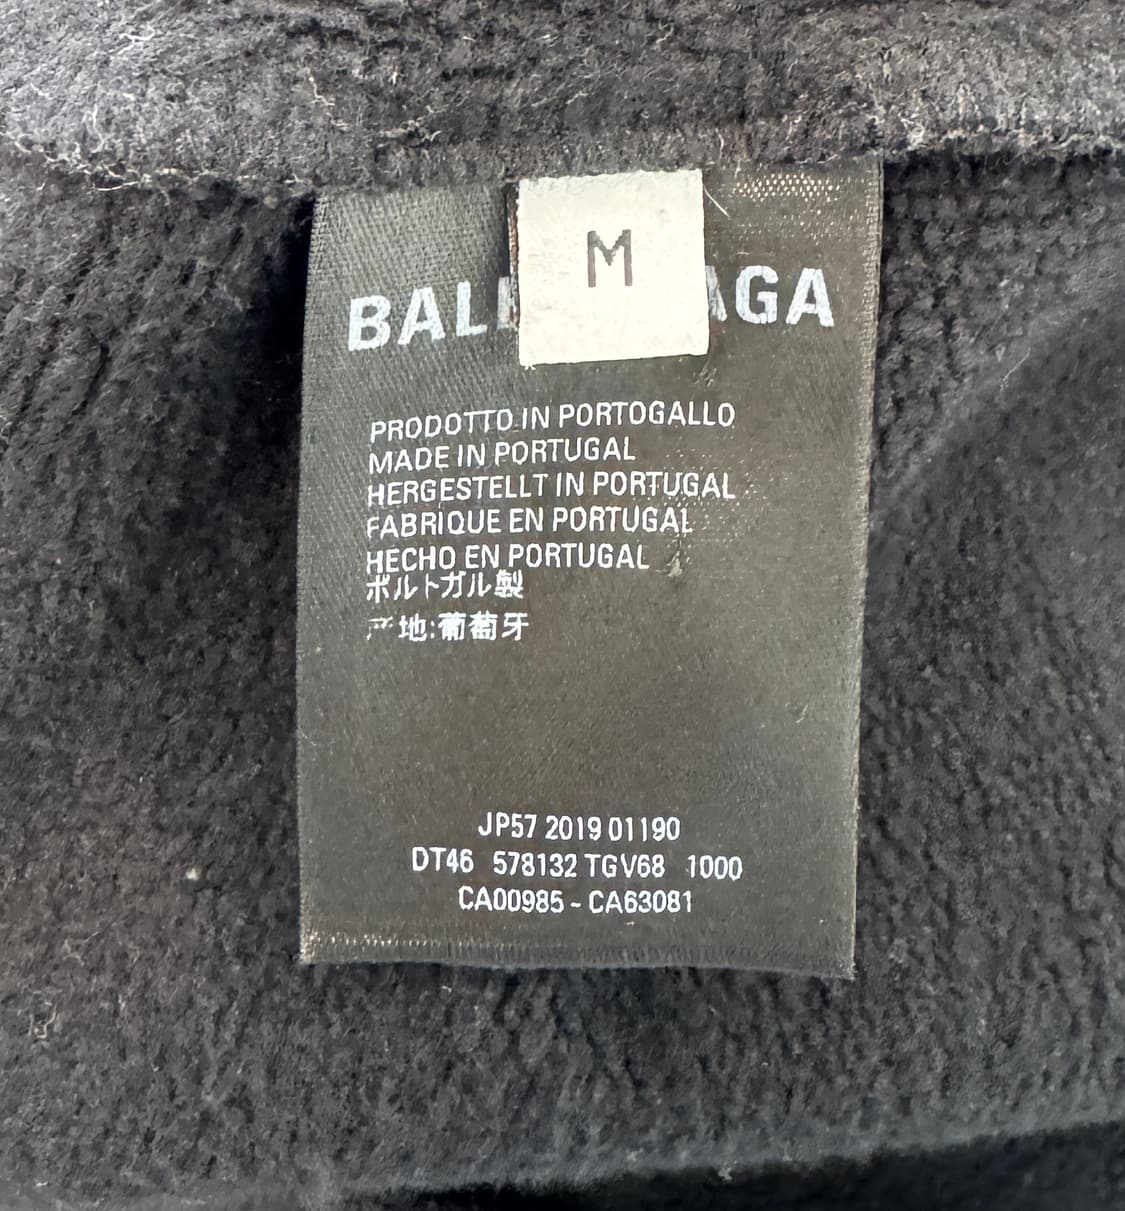 M
BAL AGA
PRODOTTO IN PORTOGALLO
MADE IN PORTUGAL
HERGESTELLT IN PORTUGAL
FABRIQUE EN PORTUGAL
HECHO EN PORTUGAL
ポルトガル製
产地:葡萄牙
JP57 2019 01190
DT46 578132 TGV68 1000
CA00985 - CA63081